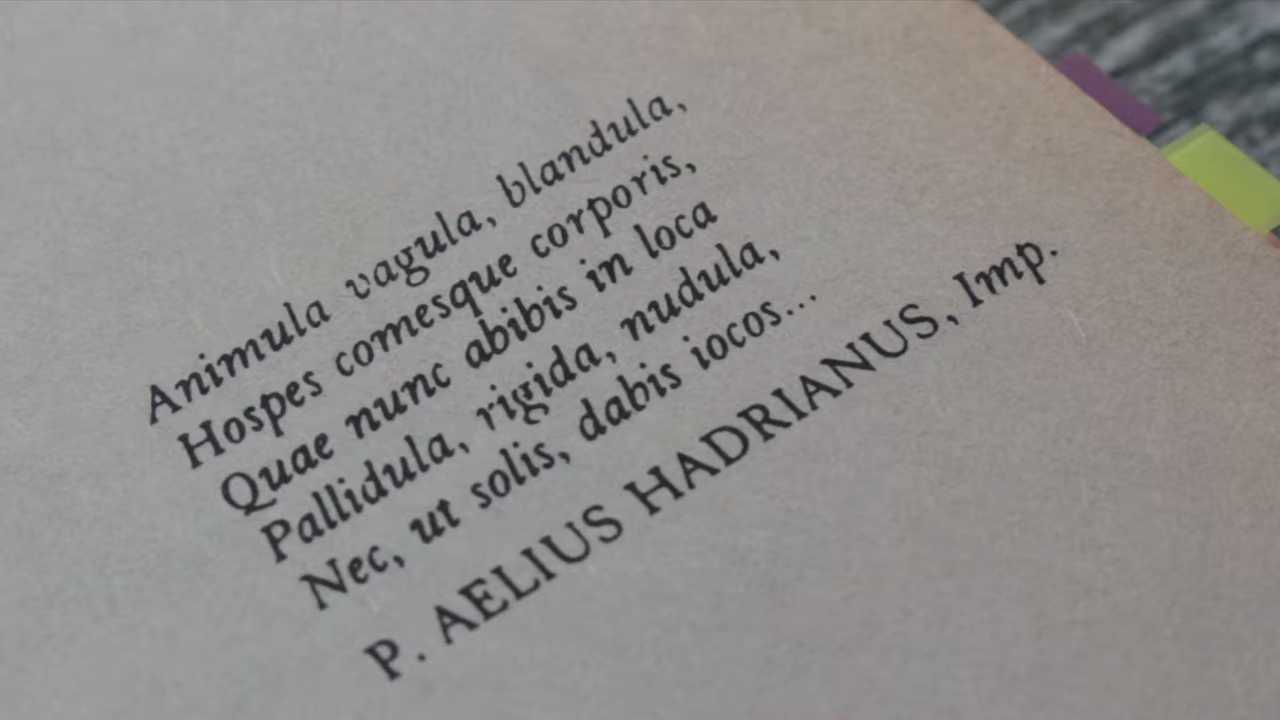 Animula vagula, blandula,
Hospes comesque corporis,
Quae nunc abibis in loca
Pallidula, rigida, nudula,
Nec, ut solis, dabis iocos...
P. AELIUS HADRIANUS, Imp.